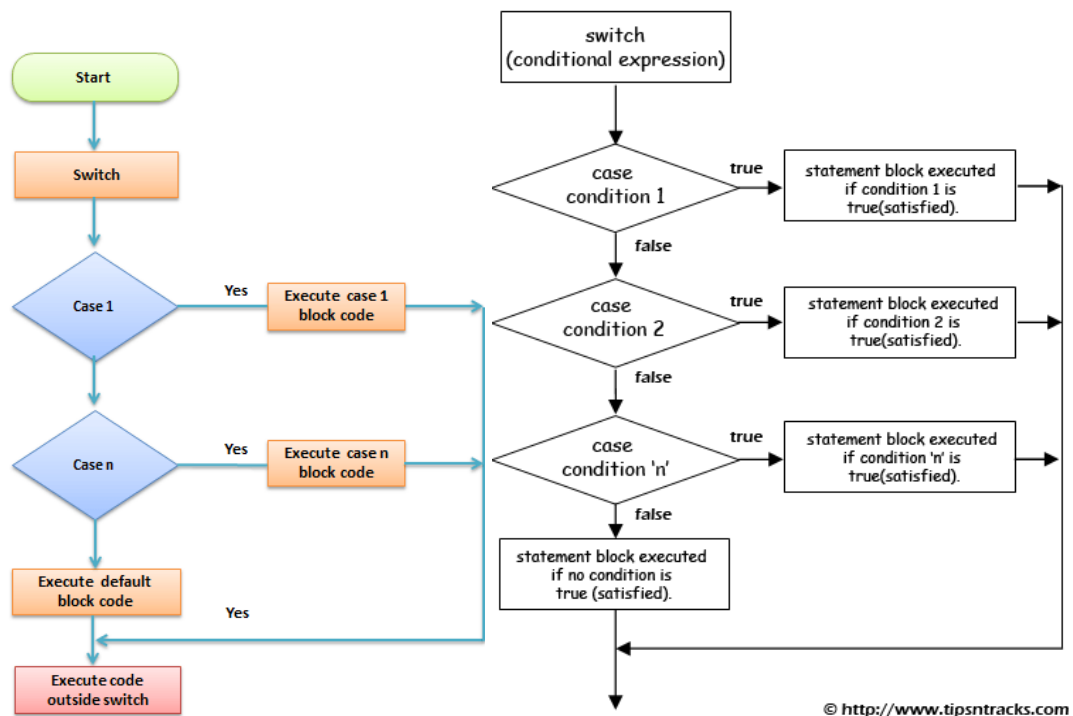 Start
Switch
Case 1
Yes
Execute case 1
block code
Case n
Yes
Execute case n
block code
Execute default
block code
Yes
Execute code
outside switch
switch
(conditional expression)
case
condition 1
true
statement block executed
if condition 1 is
true(satisfied).
false
case
condition 2
true
statement block executed
if condition 2 is
true(satisfied).
false
case
condition 'n'
true
statement block executed
if condition 'n' is
true(satisfied).
false
statement block executed
if no condition is
true (satisfied).
© http://www.tipsntracks.com